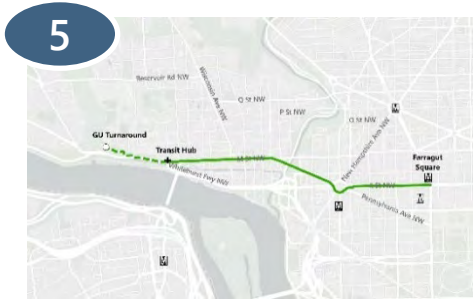 5
Reservoir Rd NW
Wisconsin Ave NW
Q St NW
P St NW
O St NW
New Hampshire Ave NW
GU Turnaround
Transit Hub
M St NW
Whitehurst Fwy NW
Farragut
Square
M
M
M
M
Pennsylvania Ave NW